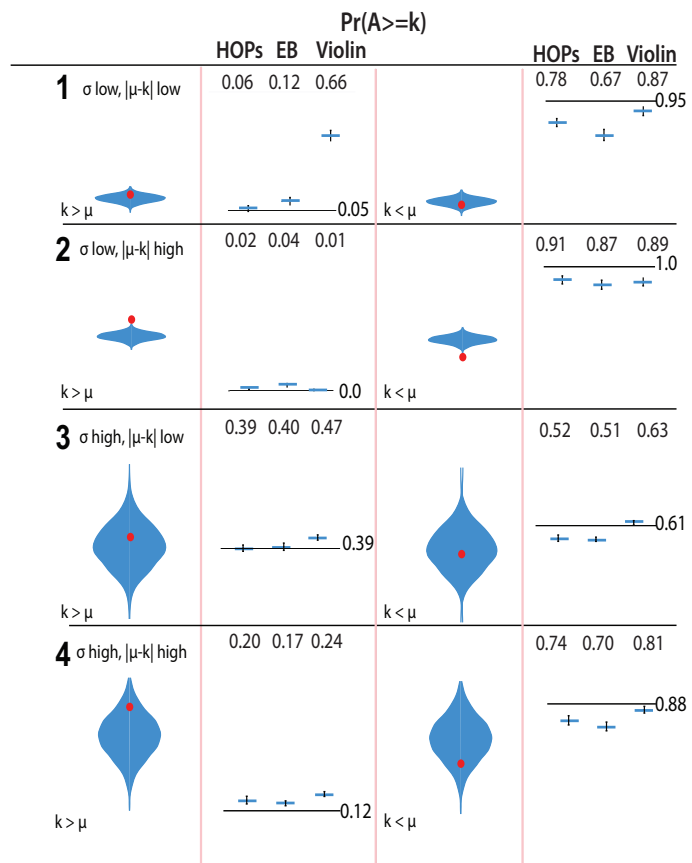 Pr(A>=k)
HOPs EB Violin HOPs EB Violin
1 σ low, |μ-k| low 0.06 0.12 0.66 0.78 0.67 0.87
0.95
k > μ 0.05 k < μ
2 σ low, |μ-k| high 0.02 0.04 0.01 0.91 0.87 0.89
1.0
k > μ 0.0 k < μ
3 σ high, |μ-k| low 0.39 0.40 0.47 0.52 0.51 0.63
0.61
0.39
k > μ k < μ
4 σ high, |μ-k| high 0.20 0.17 0.24 0.74 0.70 0.81
0.88
0.12
k > μ k < μ